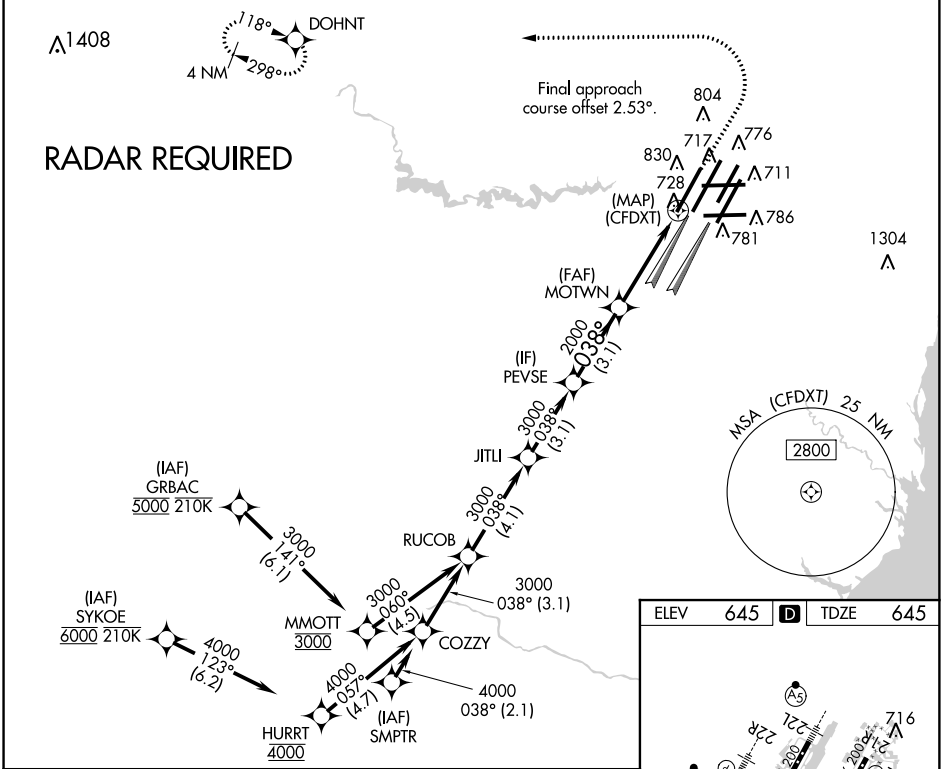 1408
118°
DOHNT
4 NM
298°
Final approach
course offset 2.53°.
804
RADAR REQUIRED
830
717
776
728
711
(MAP)
(CFDXT)
786
781
1304
(FAF)
MOTWN
2000
038°
(3.1)
(IF)
PEVSE
3000
038°
(3.1)
MSA (CFDXT) 25 NM
2800
JITLI
(IAF)
GRBAC
5000 210K
3000
038°
(4.1)
RUCOB
3000
141°
(6.1)
3000
038° (3.1)
(IAF)
SYKOE
6000 210K
3000
060°
(4.5)
MMOTT
3000
COZZY
4000
123°
(6.2)
4000
057°
(4.7)
4000
038° (2.1)
(IAF)
SMPTR
HURRT
4000
ELEV 645 D TDZE 645
A5
22R
22L
200
200
21R
716